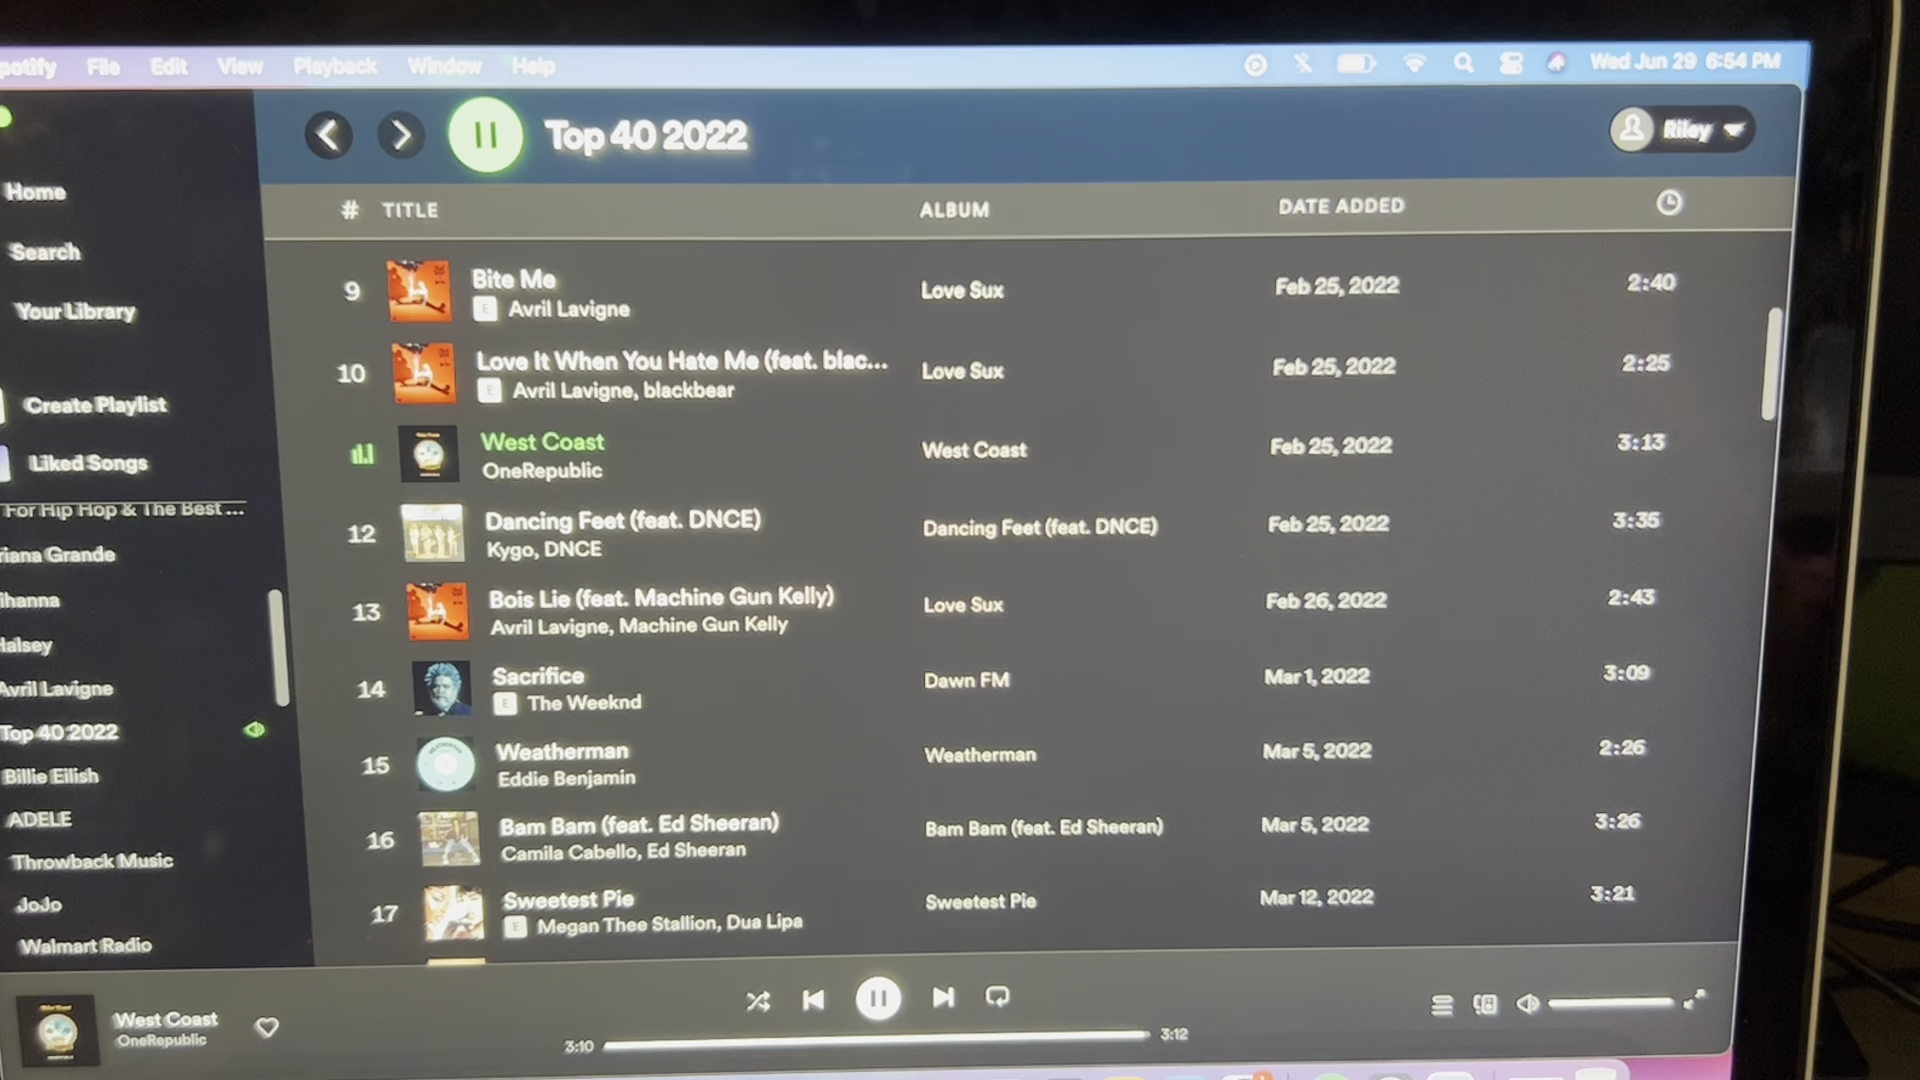 potify File Edit View Playback Window Help Wed Jun 29 6:54 PM
Top 40 2022 Riley
Home
Search
Your Library
Create Playlist
Liked Songs
For Hip Hop & The Best ...
riana Grande
ihanna
Halsey
Avril Lavigne
Top 40 2022
Billie Eilish
ADELE
Throwback Music
JoJo
Walmart Radio
# TITLE ALBUM DATE ADDED
9 Bite Me Love Sux Feb 25, 2022 2:40
E Avril Lavigne
10 Love It When You Hate Me (feat. blac... Love Sux Feb 25, 2022 2:25
E Avril Lavigne, blackbear
West Coast West Coast Feb 25, 2022 3:13
OneRepublic
12 Dancing Feet (feat. DNCE) Dancing Feet (feat. DNCE) Feb 25, 2022 3:35
Kygo, DNCE
13 Bois Lie (feat. Machine Gun Kelly) Love Sux Feb 26, 2022 2:43
Avril Lavigne, Machine Gun Kelly
14 Sacrifice Dawn FM Mar 1, 2022 3:09
E The Weeknd
15 Weatherman Weatherman Mar 5, 2022 2:26
Eddie Benjamin
16 Bam Bam (feat. Ed Sheeran) Bam Bam (feat. Ed Sheeran) Mar 5, 2022 3:26
Camila Cabello, Ed Sheeran
17 Sweetest Pie Sweetest Pie Mar 12, 2022 3:21
E Megan Thee Stallion, Dua Lipa
West Coast
OneRepublic
3:10 3:12